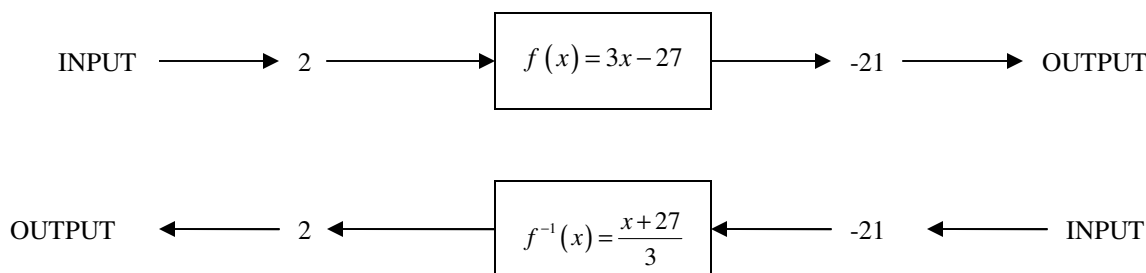 INPUT 2 f(x) = 3x − 27 -21 OUTPUT
OUTPUT 2 f⁻¹(x) = (x + 27)/3 -21 INPUT